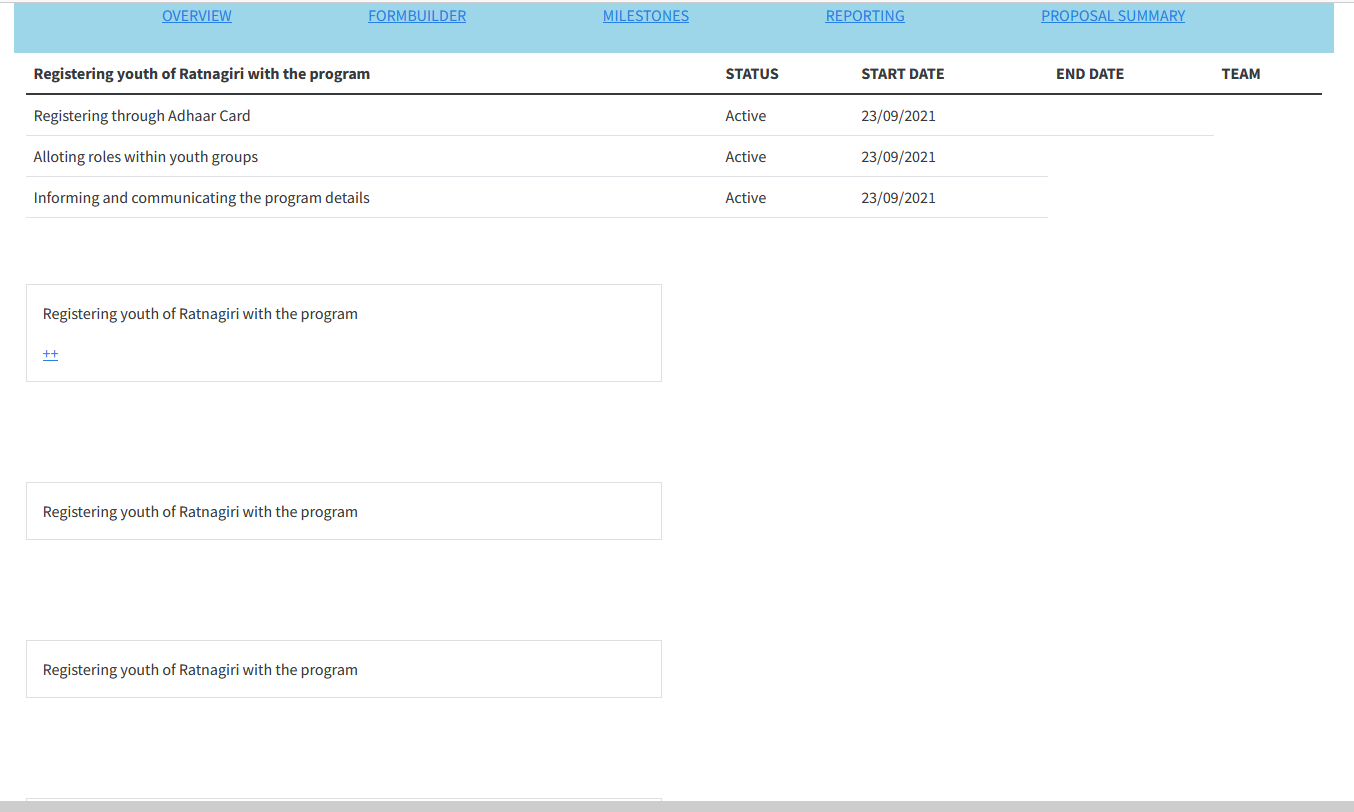 OVERVIEW FORMBUILDER MILESTONES REPORTING PROPOSAL SUMMARY
Registering youth of Ratnagiri with the program STATUS START DATE END DATE TEAM
Registering through Adhaar Card Active 23/09/2021
Alloting roles within youth groups Active 23/09/2021
Informing and communicating the program details Active 23/09/2021
Registering youth of Ratnagiri with the program
++
Registering youth of Ratnagiri with the program
Registering youth of Ratnagiri with the program